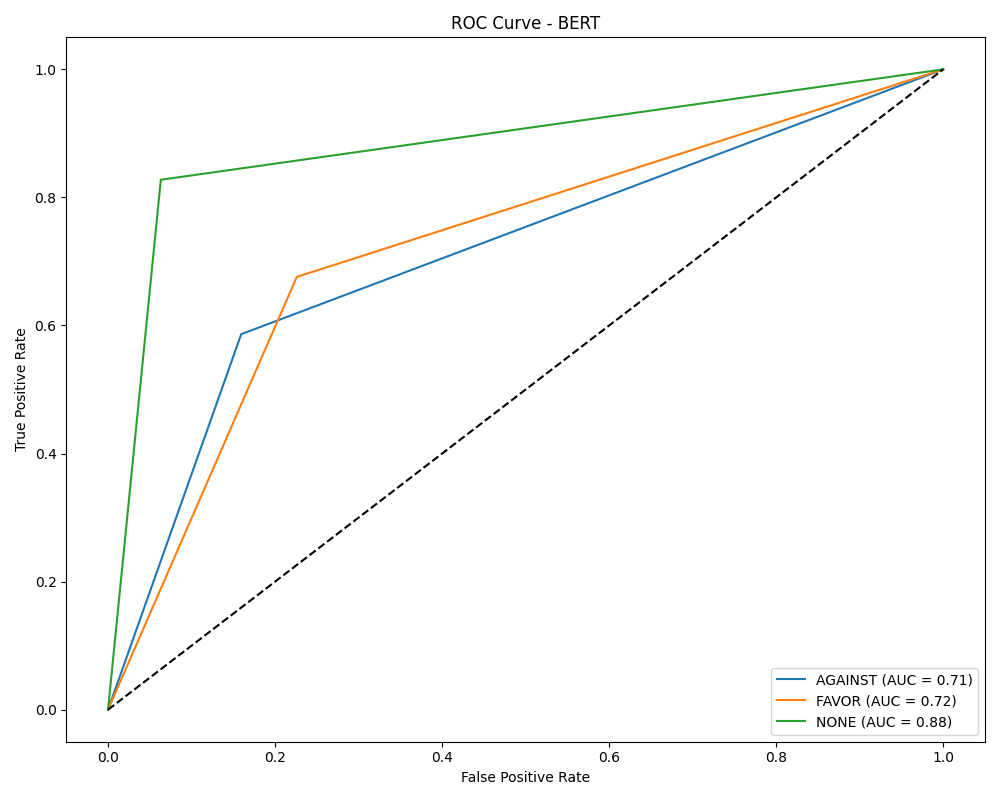 ROC Curve - BERT
True Positive Rate
1.0
0.8
0.6
0.4
0.2
0.0
0.0 0.2 0.4 0.6 0.8 1.0
False Positive Rate
AGAINST (AUC = 0.71)
FAVOR (AUC = 0.72)
NONE (AUC = 0.88)